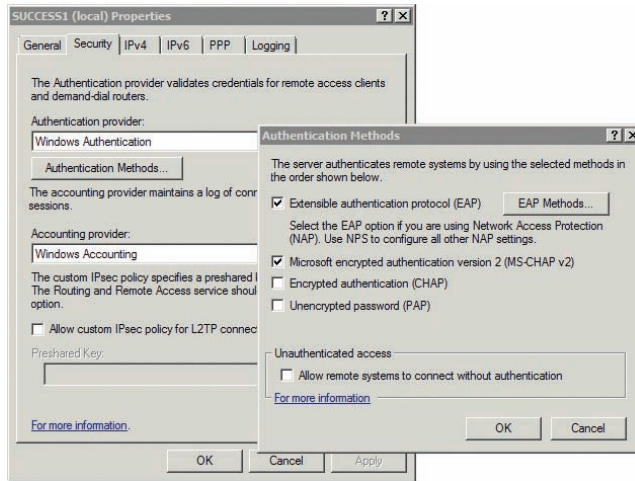 SUCCESS1 (local) Properties
General Security IPv4 IPv6 PPP Logging
The Authentication provider validates credentials for remote access clients
and demand-dial routers.
Authentication provider:
Windows Authentication
Authentication Methods...
The accounting provider maintains a log of conn
sessions.
Accounting provider:
Windows Accounting
The custom IPsec policy specifies a preshared
The Routing and Remote Access service shoul
option.
Allow custom IPsec policy for L2TP connect
Preshared Key:
For more information.
OK Cancel Apply
Authentication Methods
The server authenticates remote systems by using the selected methods in
the order shown below.
Extensible authentication protocol (EAP) EAP Methods...
Select the EAP option if you are using Network Access Protection
(NAP). Use NPS to configure all other NAP settings.
Microsoft encrypted authentication version 2 (MS-CHAP v2)
Encrypted authentication (CHAP)
Unencrypted password (PAP)
Unauthenticated access
Allow remote systems to connect without authentication
For more information
OK Cancel